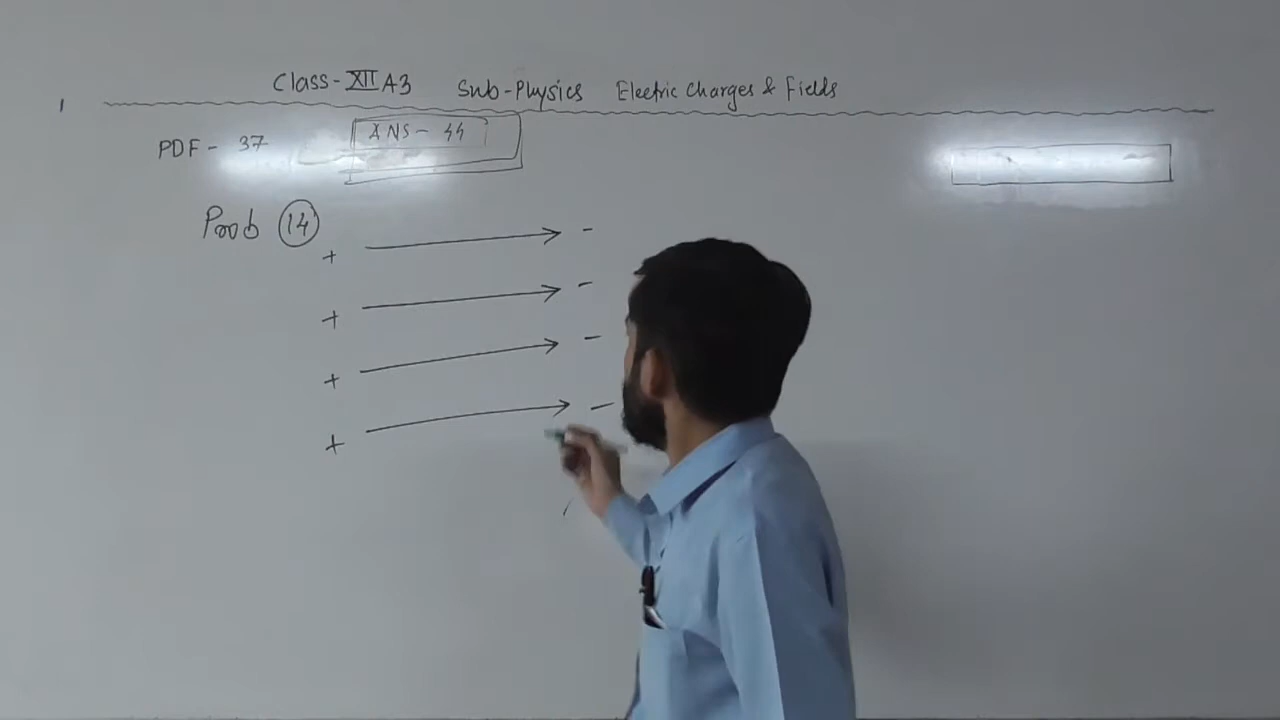 Class-XII A3 Sub-Physics Electric Charges & Fields
PDF - 37 ANS - 44
Prob 14
+ -
+ -
+ -
+ -